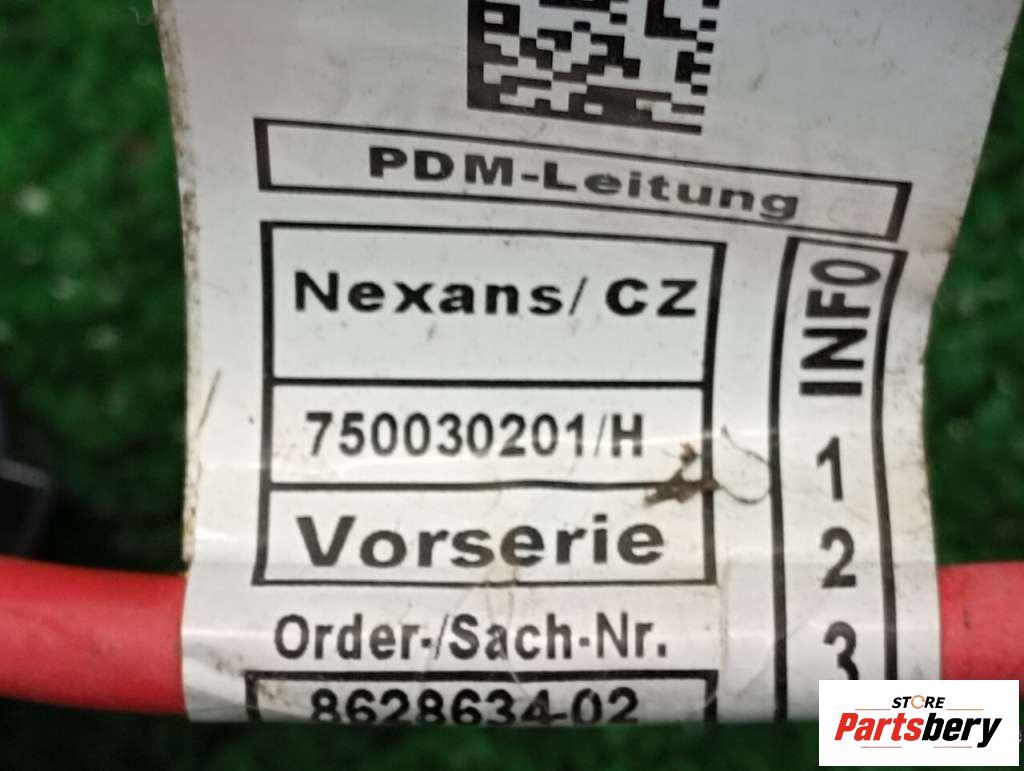 PDM-Leitung
Nexans/ CZ
750030201/H
Vorserie
Order-/Sach-Nr.
8628634-02
INFO
1
2
3
STORE
Partsbery